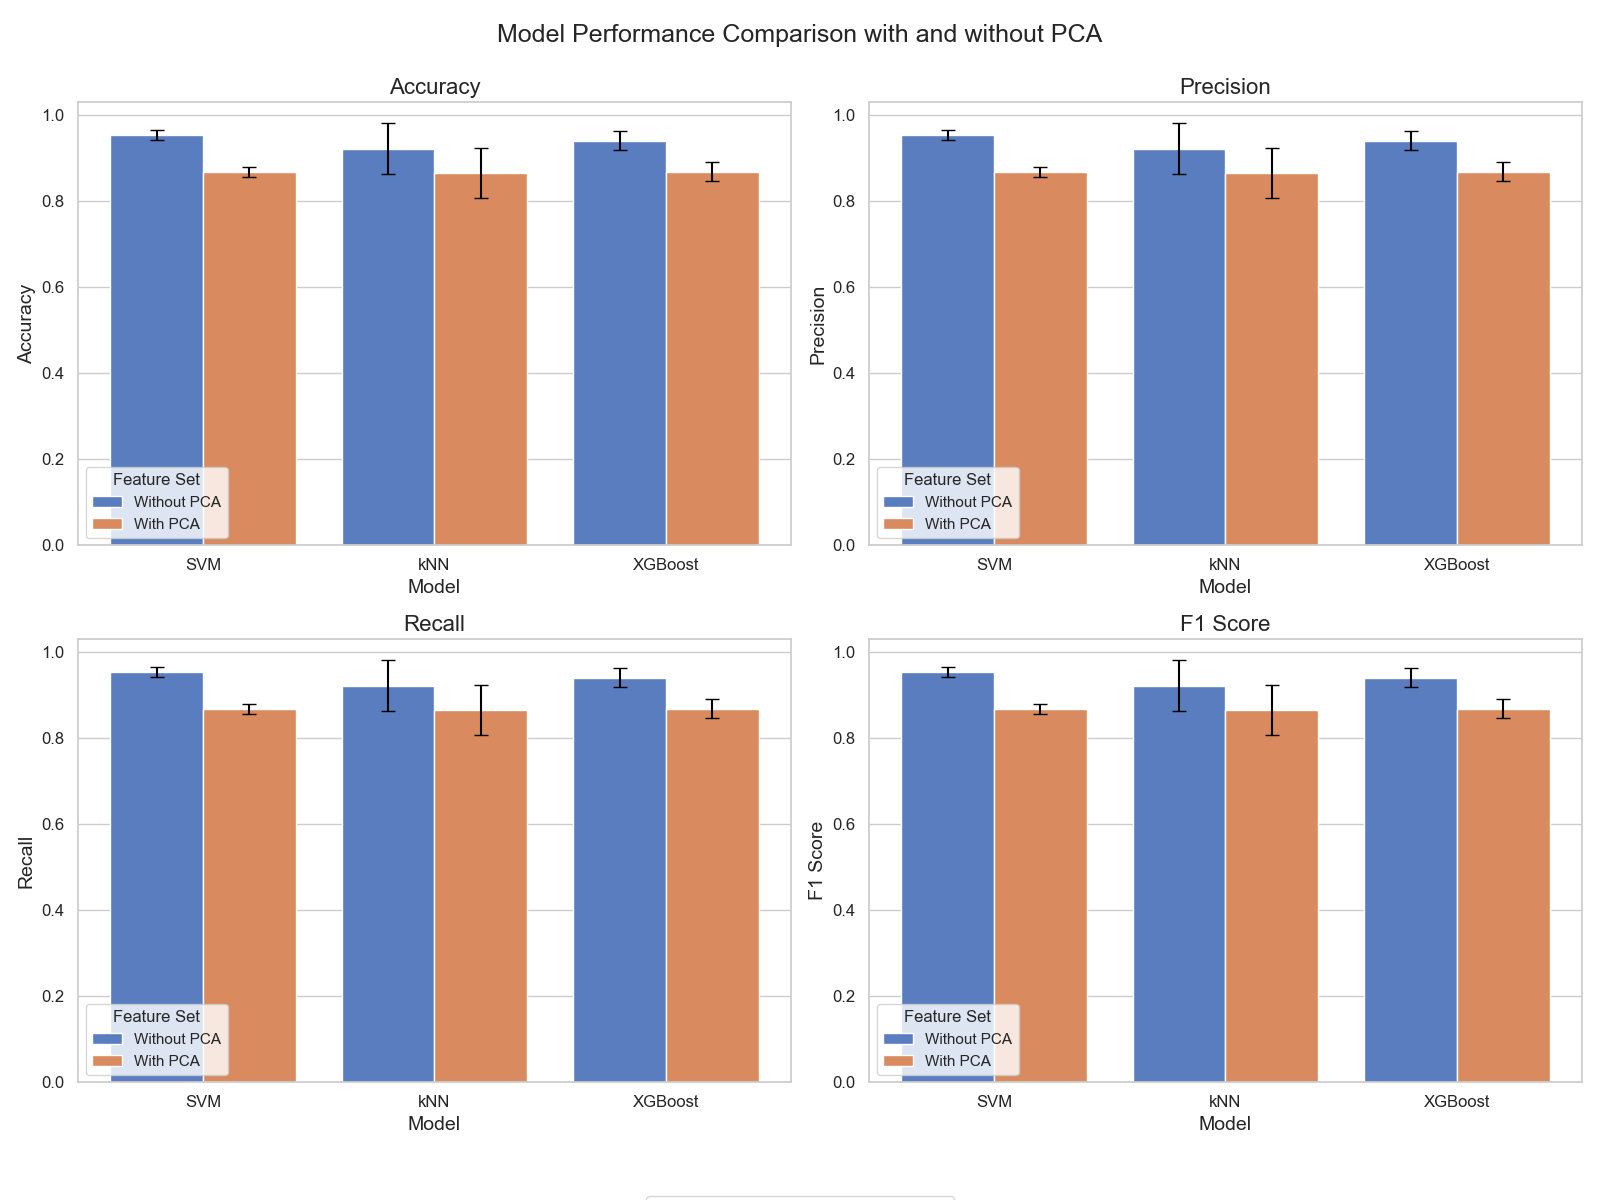 Model Performance Comparison with and without PCA
Accuracy
1.0
0.8
0.6
0.4
0.2
0.0
Accuracy
Feature Set
Without PCA
With PCA
SVM kNN XGBoost
Model
Precision
1.0
0.8
0.6
0.4
0.2
0.0
Precision
Feature Set
Without PCA
With PCA
SVM kNN XGBoost
Model
Recall
1.0
0.8
0.6
0.4
0.2
0.0
Recall
Feature Set
Without PCA
With PCA
SVM kNN XGBoost
Model
F1 Score
1.0
0.8
0.6
0.4
0.2
0.0
F1 Score
Feature Set
Without PCA
With PCA
SVM kNN XGBoost
Model